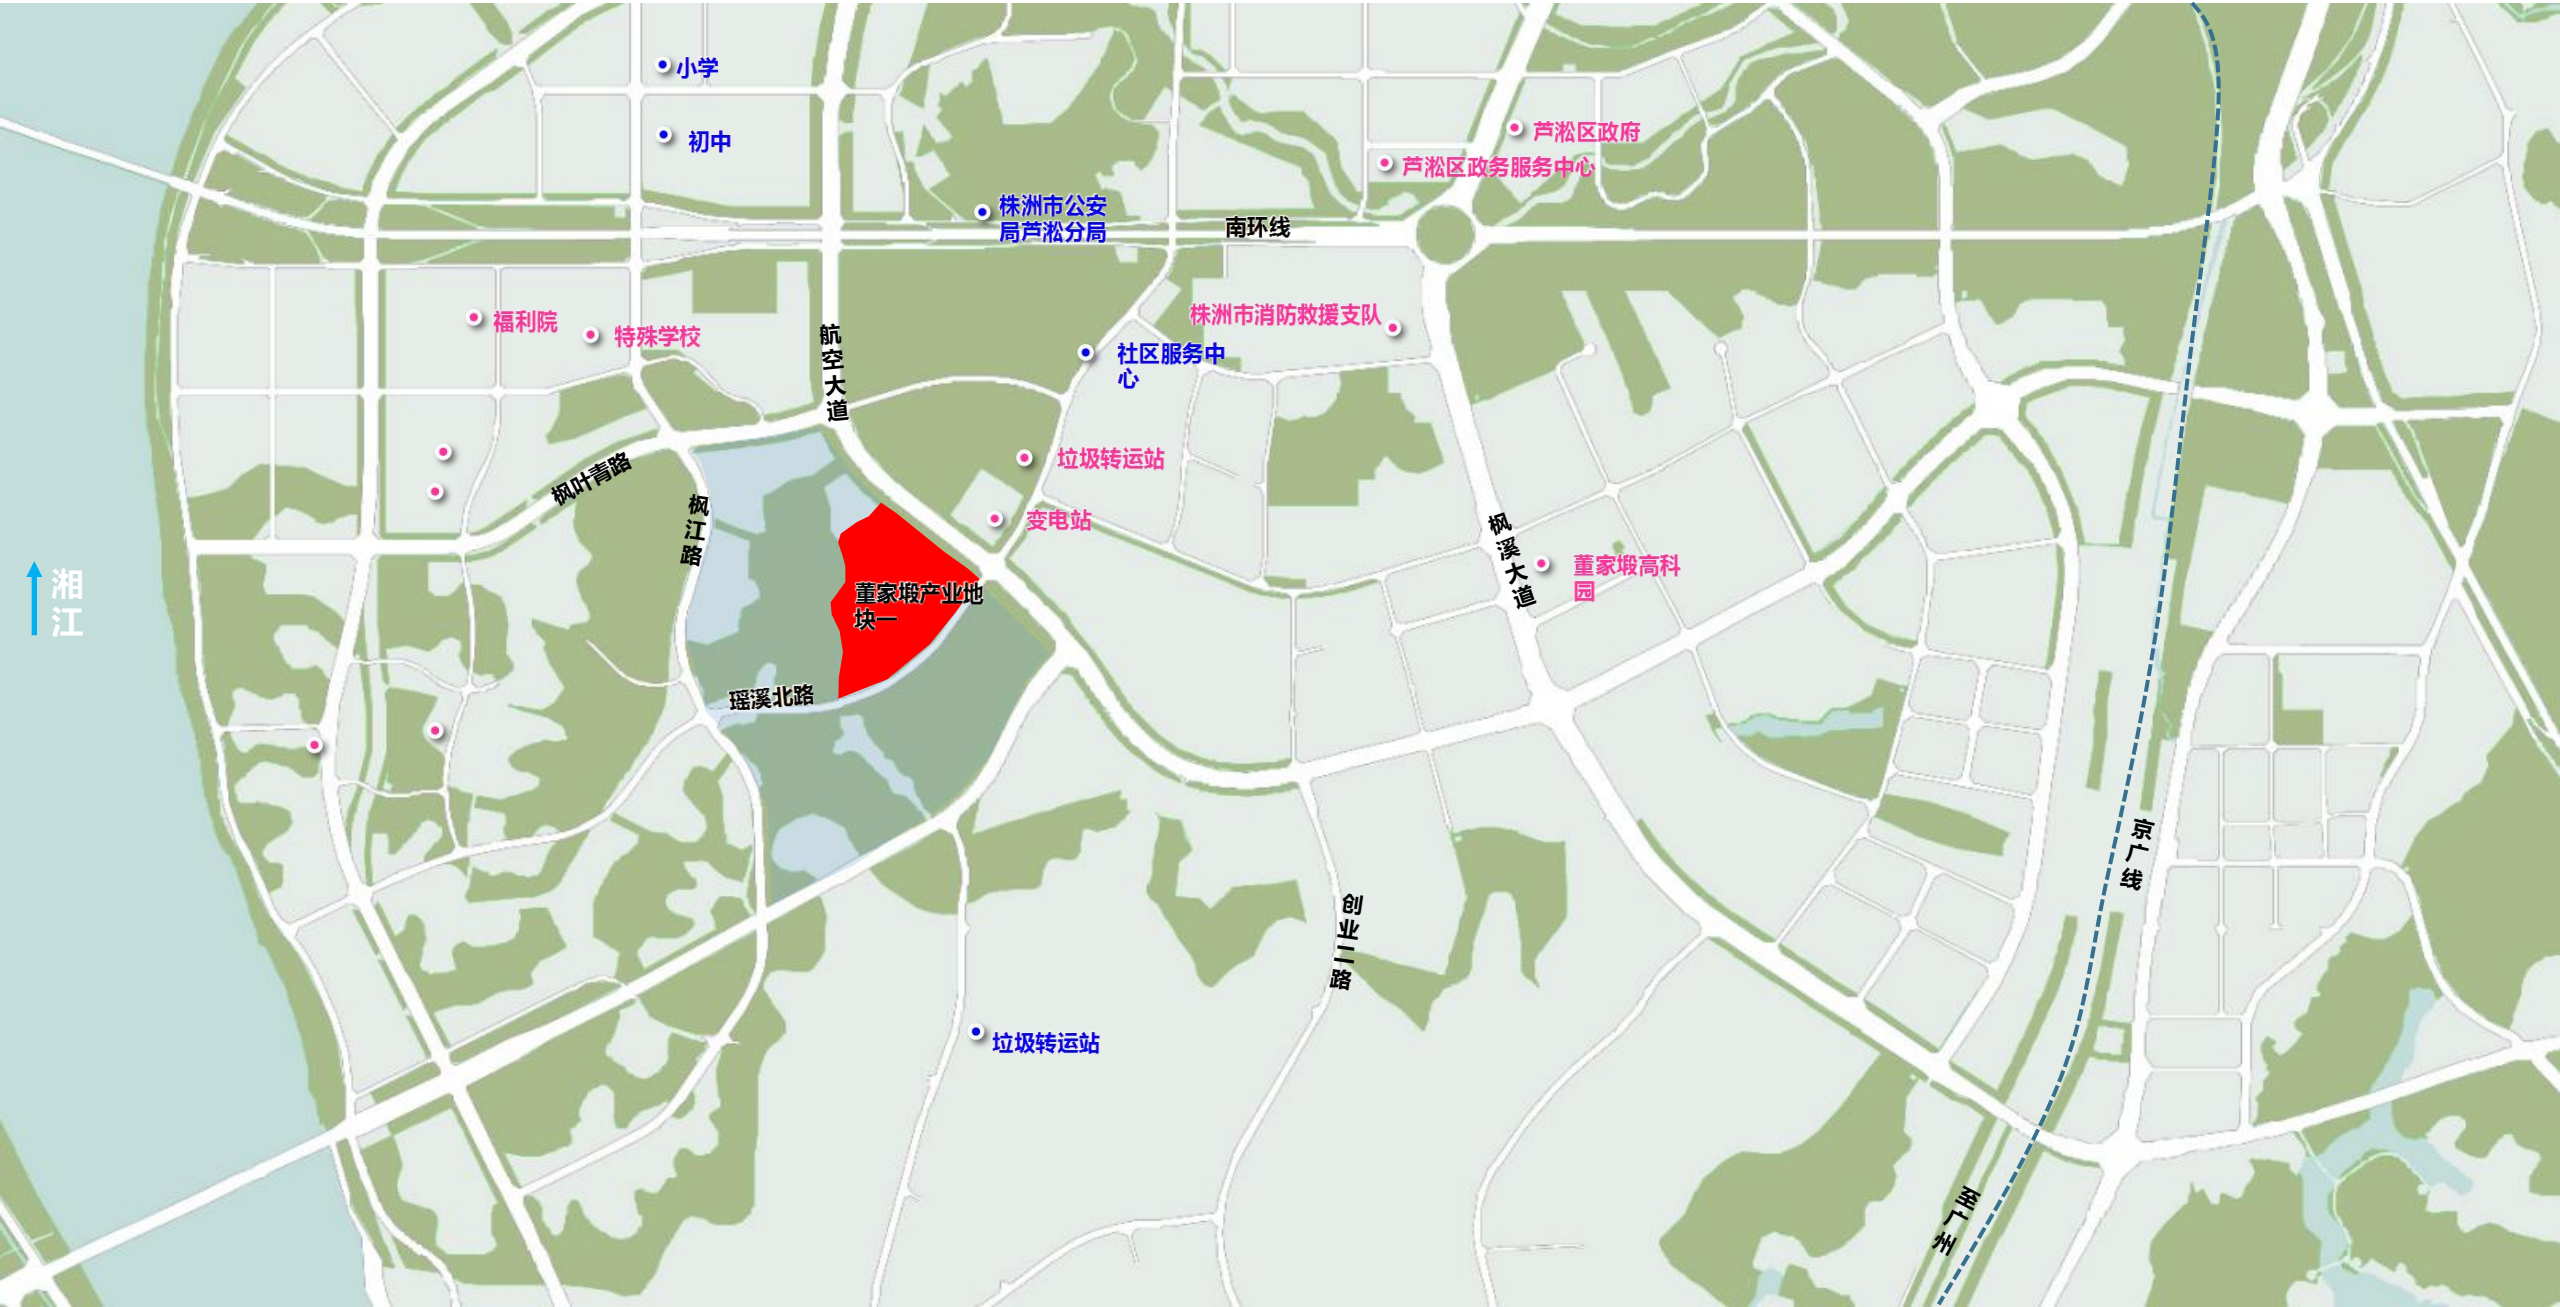 小学
初中
芦淞区政府
芦淞区政务服务中心
株洲市公安
局芦淞分局
南环线
福利院
特殊学校
株洲市消防救援支队
航空大道
社区服务中
心
垃圾转运站
枫叶青路
枫江路
变电站
枫溪大道
董家塅高科
园
湘江
董家塅产业地
块一
瑶溪北路
京广线
创业二路
垃圾转运站
至广州